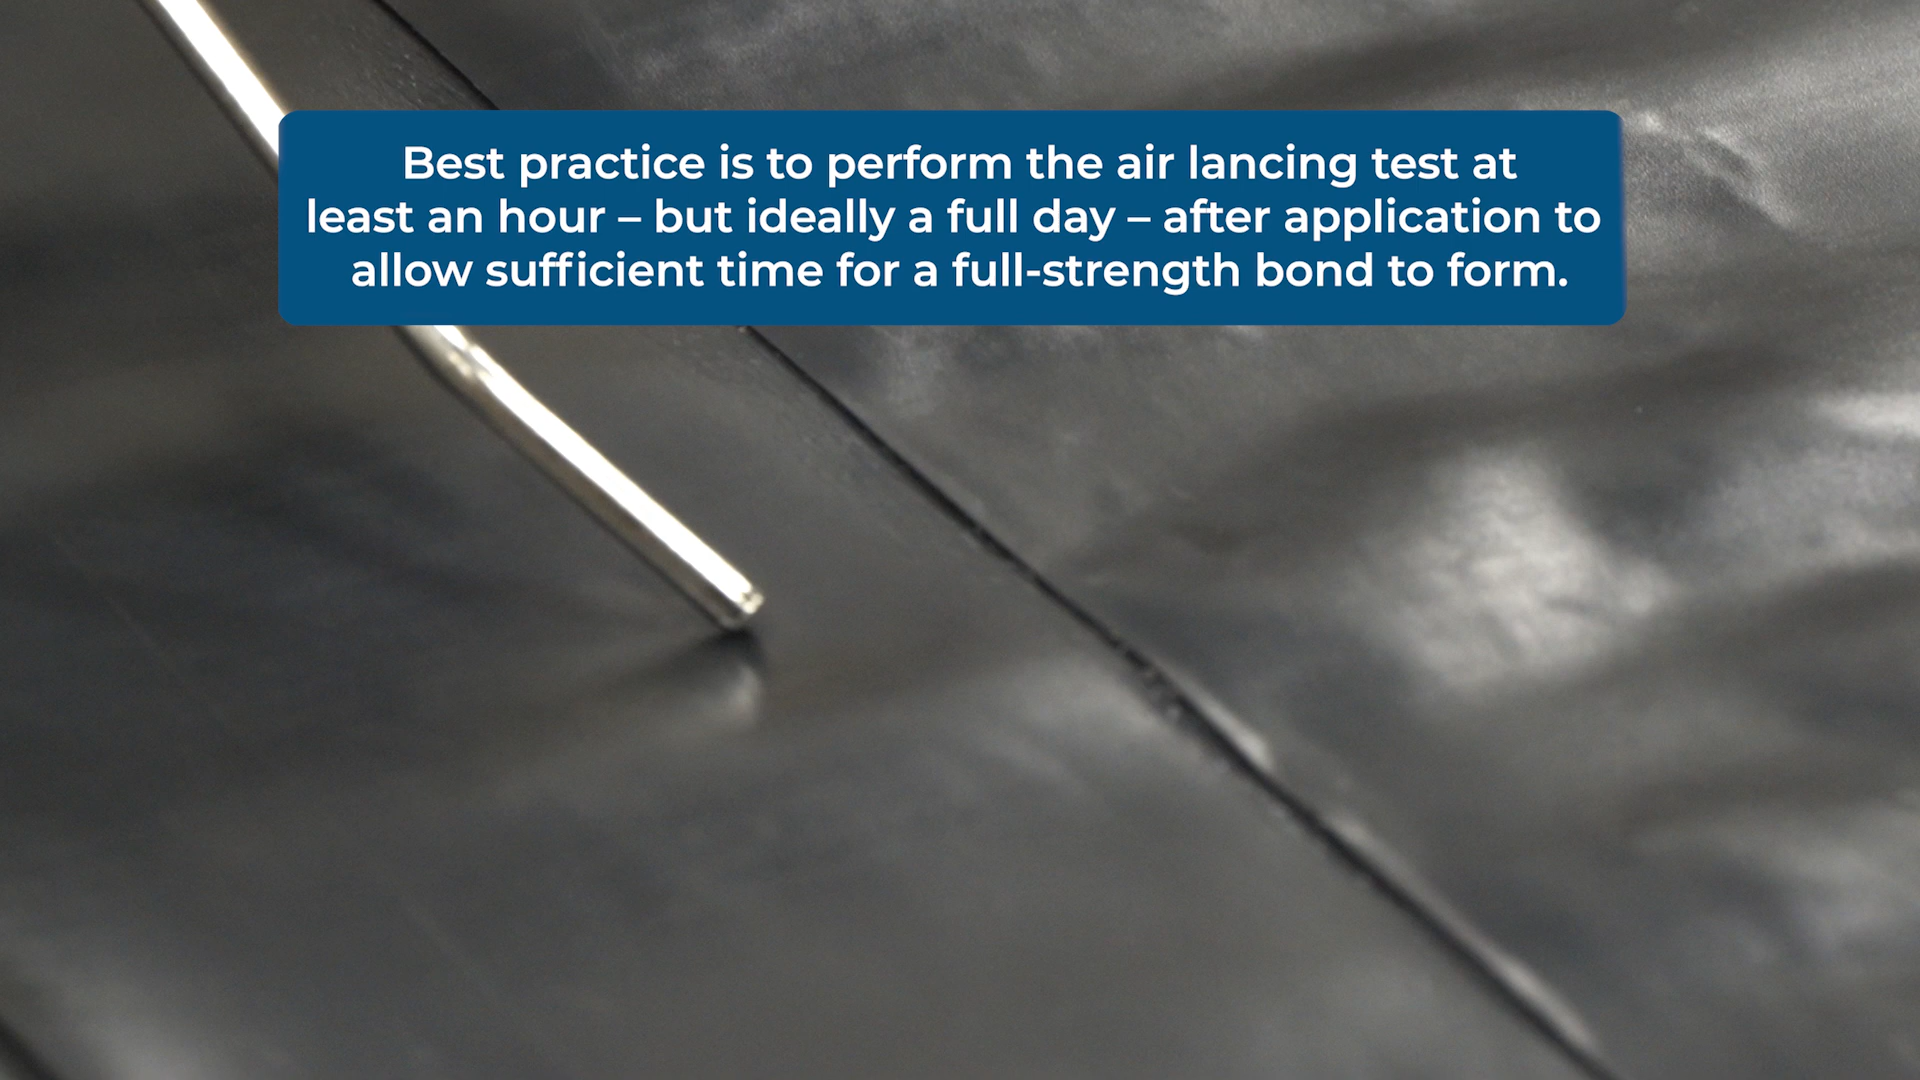 Best practice is to perform the air lancing test at
least an hour – but ideally a full day – after application to
allow sufficient time for a full-strength bond to form.